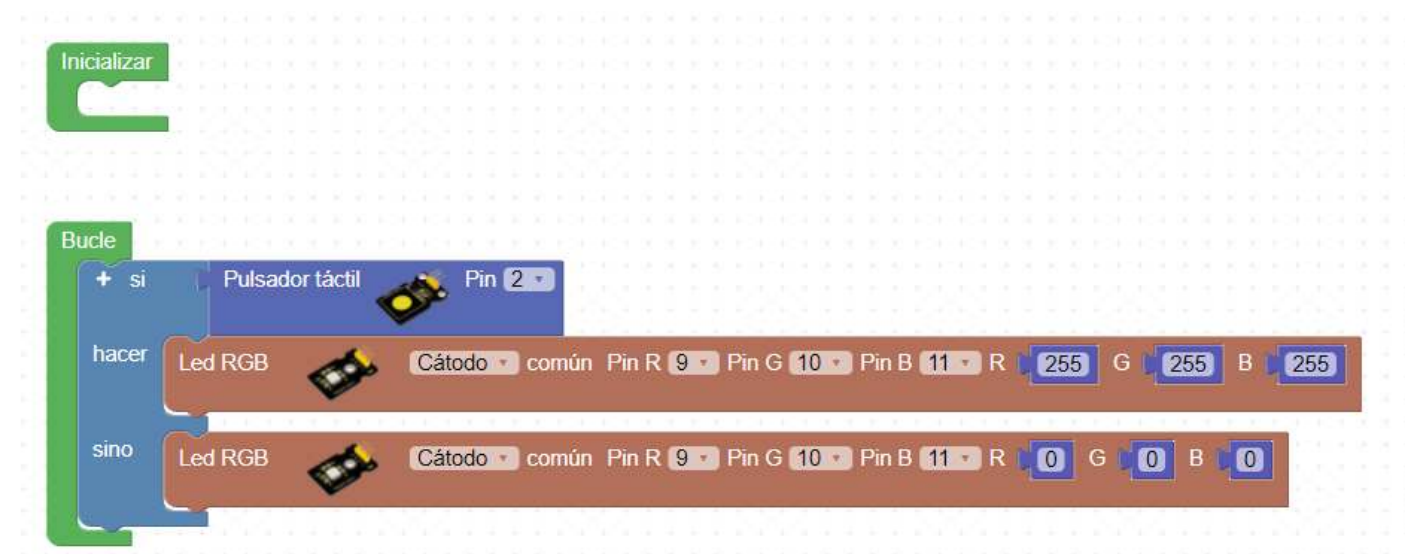 Inicializar
Bucle
+ si Pulsador táctil Pin 2
hacer Led RGB Cátodo común Pin R 9 Pin G 10 Pin B 11 R 255 G 255 B 255
sino Led RGB Cátodo común Pin R 9 Pin G 10 Pin B 11 R 0 G 0 B 0